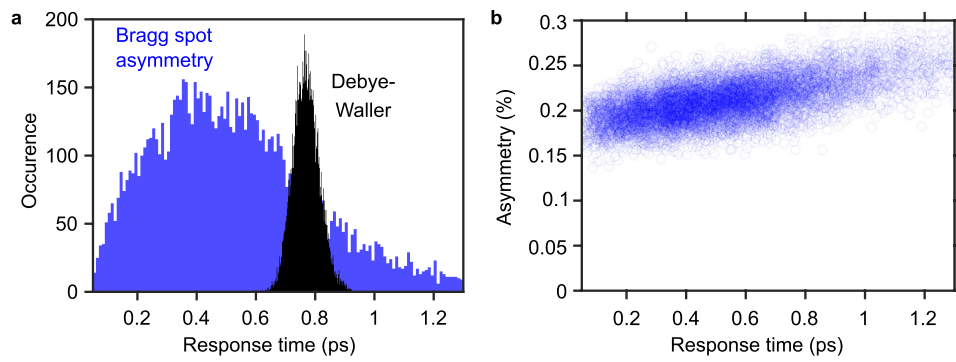 a
200
150
100
50
0
Occurence
Bragg spot
asymmetry
Debye-
Waller
0.2 0.4 0.6 0.8 1 1.2
Response time (ps)
b
0.3
0.25
0.2
0.15
0.1
0.05
0
Asymmetry (%)
0.2 0.4 0.6 0.8 1 1.2
Response time (ps)